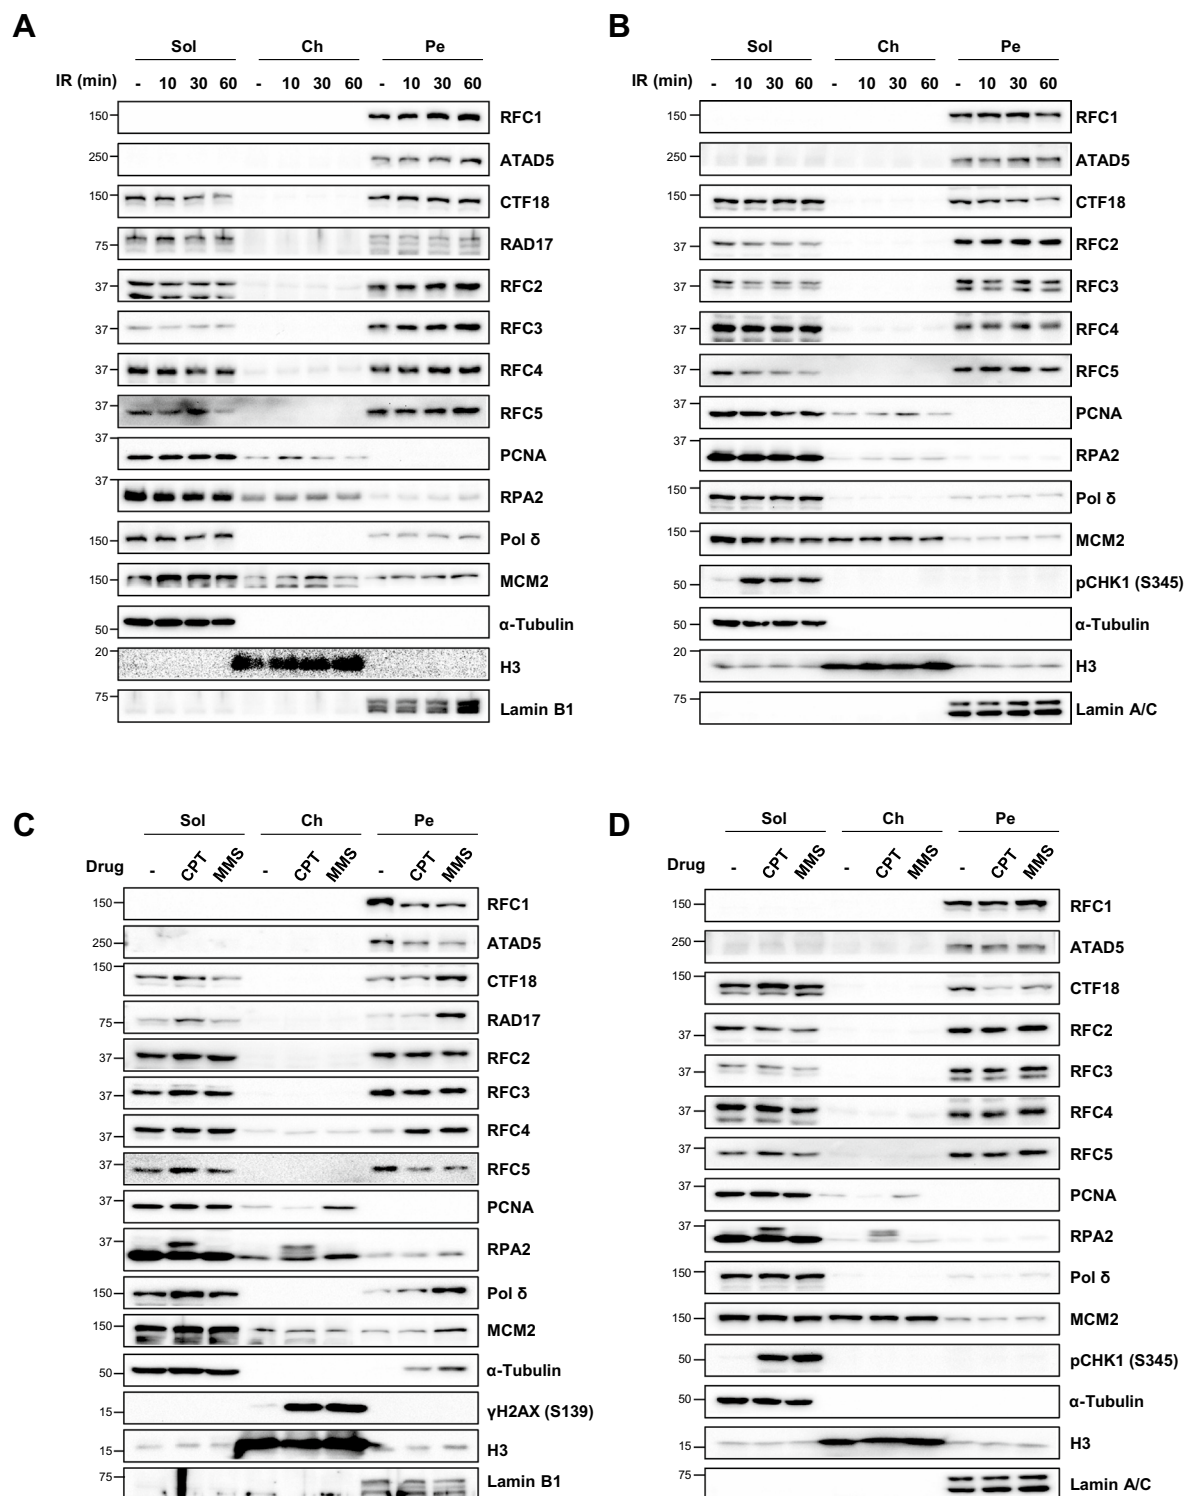 A
Sol Ch Pe
IR (min) - 10 30 60 - 10 30 60 - 10 30 60
150 RFC1
250 ATAD5
150 CTF18
75 RAD17
37 RFC2
37 RFC3
37 RFC4
37 RFC5
37 PCNA
37 RPA2
150 Pol δ
150 MCM2
50 α-Tubulin
20 H3
75 Lamin B1
B
Sol Ch Pe
IR (min) - 10 30 60 - 10 30 60 - 10 30 60
150 RFC1
250 ATAD5
150 CTF18
37 RFC2
37 RFC3
37 RFC4
37 RFC5
37 PCNA
37 RPA2
150 Pol δ
150 MCM2
50 pCHK1 (S345)
50 α-Tubulin
20 H3
75 Lamin A/C
C
Sol Ch Pe
Drug - CPT MMS - CPT MMS - CPT MMS
150 RFC1
250 ATAD5
150 CTF18
75 RAD17
37 RFC2
37 RFC3
37 RFC4
37 RFC5
37 PCNA
37 RPA2
150 Pol δ
150 MCM2
50 α-Tubulin
15 γH2AX (S139)
15 H3
75 Lamin B1
D
Sol Ch Pe
Drug - CPT MMS - CPT MMS - CPT MMS
150 RFC1
250 ATAD5
150 CTF18
37 RFC2
37 RFC3
37 RFC4
37 RFC5
37 PCNA
37 RPA2
150 Pol δ
150 MCM2
50 pCHK1 (S345)
50 α-Tubulin
15 H3
75 Lamin A/C